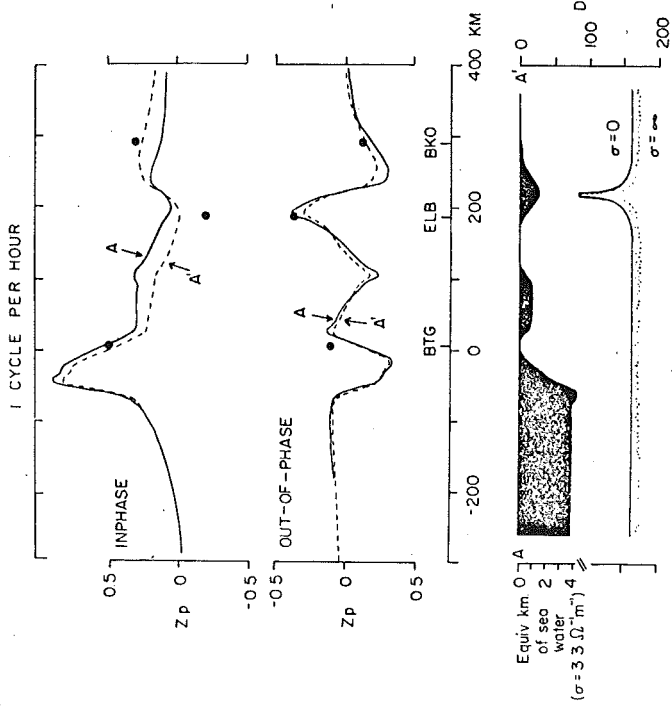 1 CYCLE PER HOUR
INPHASE
0.5
0
-0.5
Zp
A
A'
OUT-OF-PHASE
0.5
0
-0.5
Zp
A
A'
-200
0
200
400 KM
BTG
ELB
BKO
A
A'
Equiv km. 0
of sea
water 2
4
(σ = 3 3 Ω⁻¹m⁻¹)
0
100
200
D
σ = 0
σ = ∞